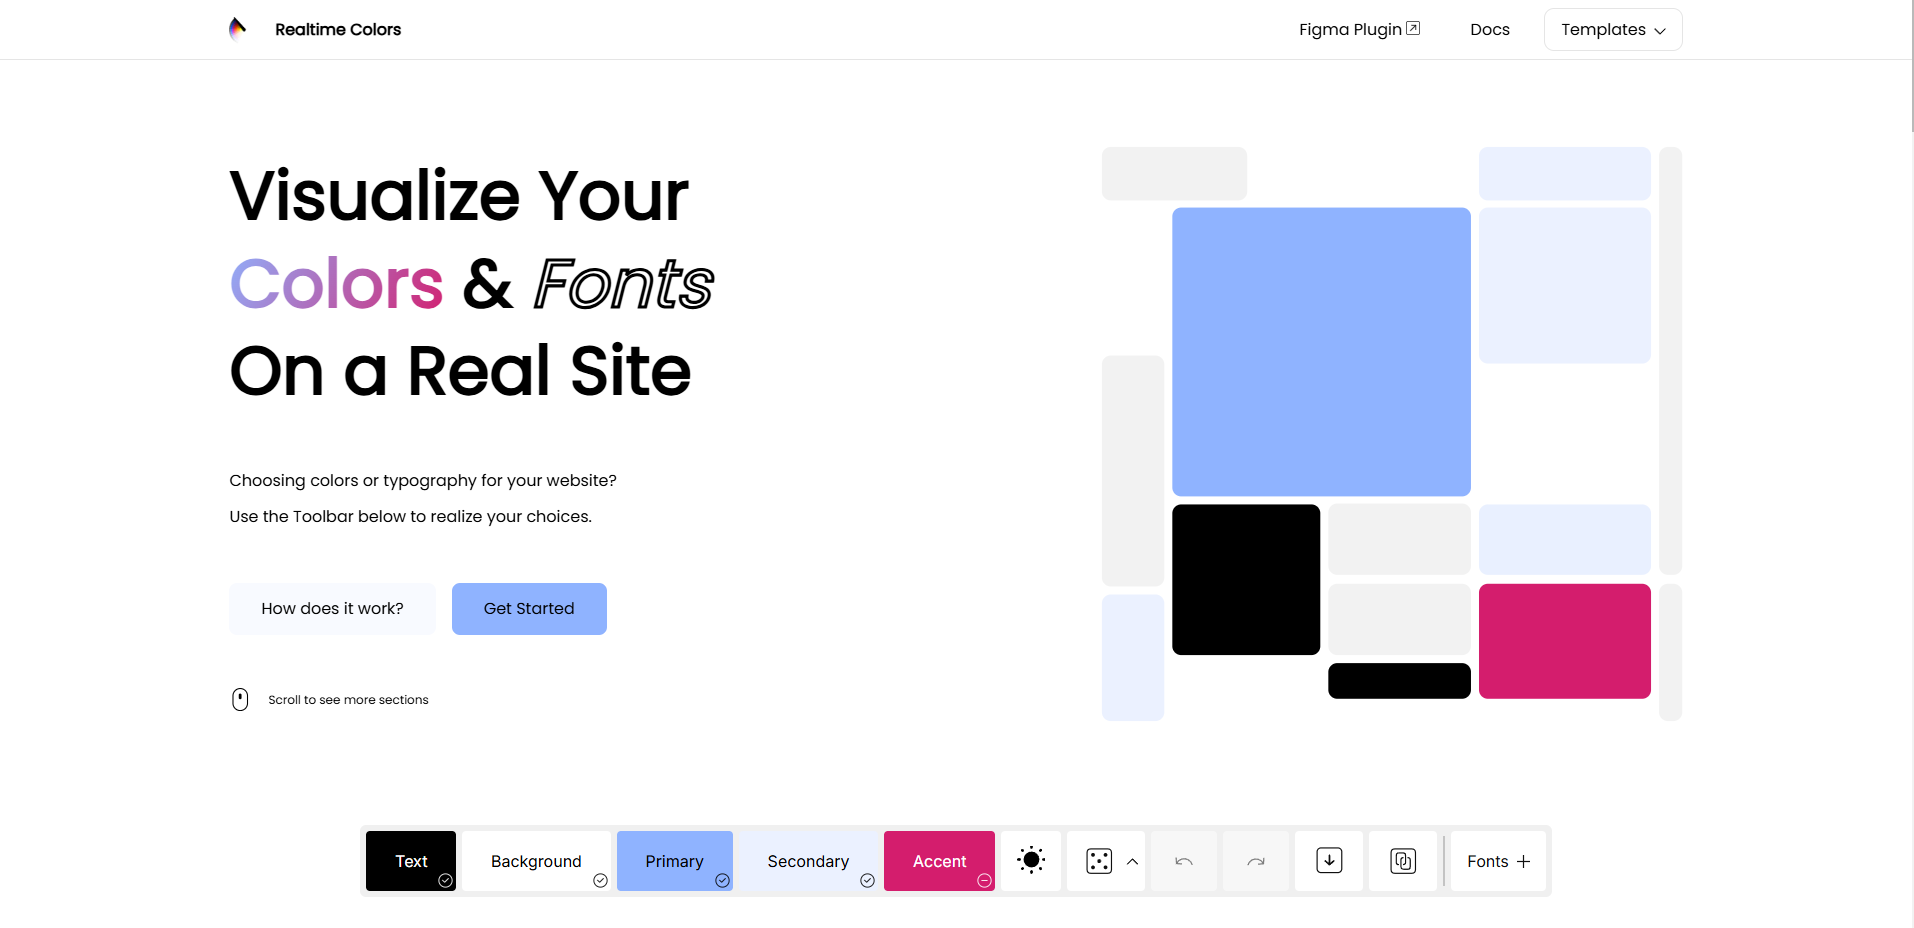 Realtime Colors
Figma Plugin
Docs
Templates
Visualize Your
Colors & Fonts
On a Real Site
Choosing colors or typography for your website?
Use the Toolbar below to realize your choices.
How does it work?
Get Started
Scroll to see more sections
Text
Background
Primary
Secondary
Accent
Fonts